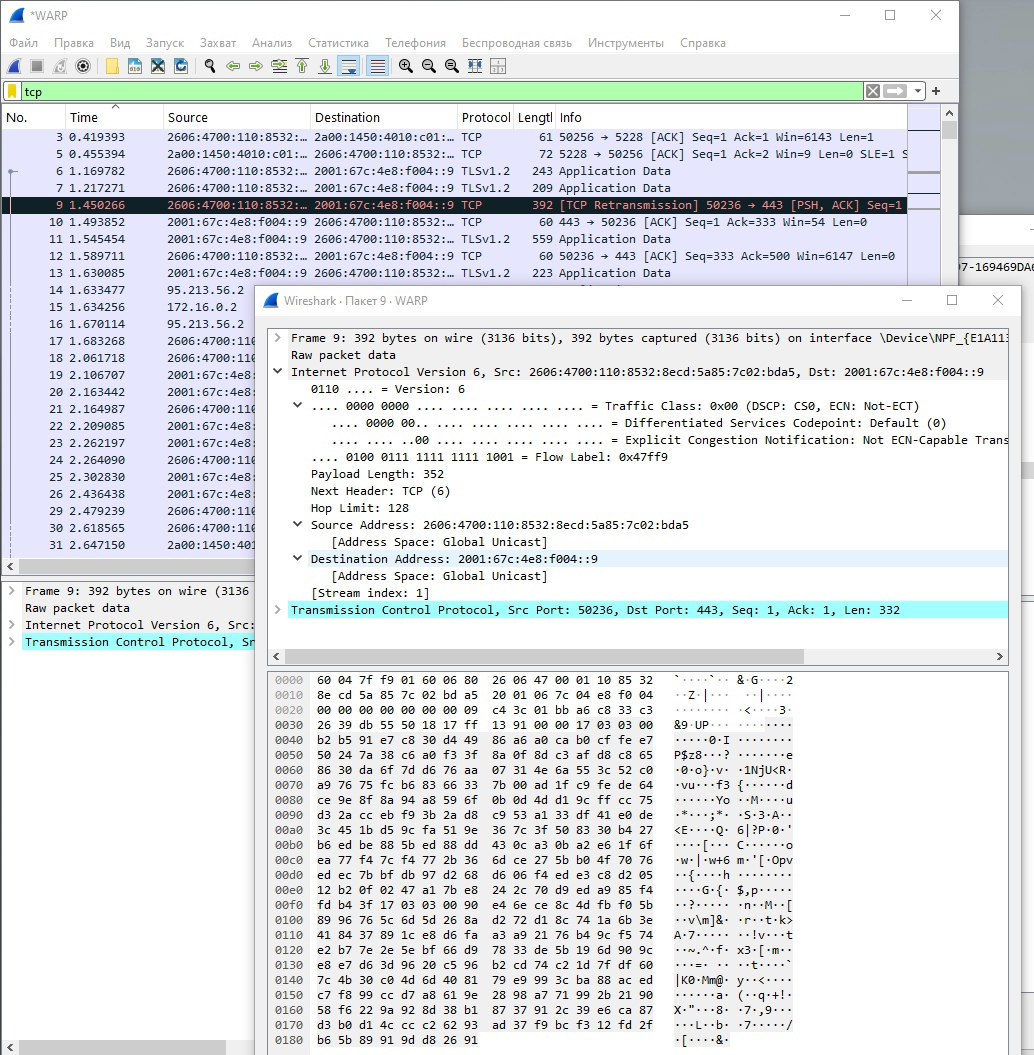 *WARP
Файл Правка Вид Запуск Захват Анализ Статистика Телефония Беспроводная связь Инструменты Справка
tcp
No. Time Source Destination Protocol Lengtl Info
3 0.419393 2606:4700:110:8532:… 2a00:1450:4010:c01:… TCP 61 50256 → 5228 [ACK] Seq=1 Ack=1 Win=6143 Len=1
5 0.455394 2a00:1450:4010:c01:… 2606:4700:110:8532:… TCP 72 5228 → 50256 [ACK] Seq=1 Ack=2 Win=9 Len=0 SLE=1 S
6 1.169782 2606:4700:110:8532:… 2001:67c:4e8:f004::9 TLSv1.2 243 Application Data
7 1.217271 2001:67c:4e8:f004::9 2606:4700:110:8532:… TLSv1.2 209 Application Data
9 1.450266 2606:4700:110:8532:… 2001:67c:4e8:f004::9 TCP 392 [TCP Retransmission] 50236 → 443 [PSH, ACK] Seq=1
10 1.493852 2001:67c:4e8:f004::9 2606:4700:110:8532:… TCP 60 443 → 50236 [ACK] Seq=1 Ack=333 Win=54 Len=0
11 1.545454 2001:67c:4e8:f004::9 2606:4700:110:8532:… TLSv1.2 559 Application Data
12 1.589711 2606:4700:110:8532:… 2001:67c:4e8:f004::9 TCP 60 50236 → 443 [ACK] Seq=333 Ack=500 Win=6147 Len=0
13 1.630085 2001:67c:4e8:f004::9 2606:4700:110:8532:… TLSv1.2 223 Application Data
14 1.633477 95.213.56.2
15 1.634256 172.16.0.2
16 1.670114 95.213.56.2
17 1.683268 2606:4700:110
18 2.061718 2606:4700:110
19 2.106707 2001:67c:4e8:
20 2.163442 2001:67c:4e8:
21 2.164987 2606:4700:110
22 2.209085 2001:67c:4e8:
23 2.262197 2001:67c:4e8:
24 2.264090 2606:4700:110
25 2.302830 2001:67c:4e8:
26 2.436438 2001:67c:4e8:
29 2.479239 2606:4700:110
30 2.618565 2606:4700:110
31 2.647150 2a00:1450:401
Frame 9: 392 bytes on wire (3136
Raw packet data
Internet Protocol Version 6, Src:
Transmission Control Protocol, Sr
97-169469DA6
Wireshark · Пакет 9 · WARP
Frame 9: 392 bytes on wire (3136 bits), 392 bytes captured (3136 bits) on interface \Device\NPF_{E1A113
Raw packet data
Internet Protocol Version 6, Src: 2606:4700:110:8532:8ecd:5a85:7c02:bda5, Dst: 2001:67c:4e8:f004::9
0110 .... = Version: 6
.... 0000 0000 .... .... .... .... .... = Traffic Class: 0x00 (DSCP: CS0, ECN: Not-ECT)
.... 0000 00.. .... .... .... .... .... = Differentiated Services Codepoint: Default (0)
.... .... ..00 .... .... .... .... .... = Explicit Congestion Notification: Not ECN-Capable Trans
.... 0100 0111 1111 1111 1001 = Flow Label: 0x47ff9
Payload Length: 352
Next Header: TCP (6)
Hop Limit: 128
Source Address: 2606:4700:110:8532:8ecd:5a85:7c02:bda5
[Address Space: Global Unicast]
Destination Address: 2001:67c:4e8:f004::9
[Address Space: Global Unicast]
[Stream index: 1]
Transmission Control Protocol, Src Port: 50236, Dst Port: 443, Seq: 1, Ack: 1, Len: 332
0000 60 04 7f f9 01 60 06 80 26 06 47 00 01 10 85 32 `····`·· &·G····2
0010 8e cd 5a 85 7c 02 bd a5 20 01 06 7c 04 e8 f0 04 ··Z·|··· ··|····
0020 00 00 00 00 00 00 00 09 c4 3c 01 bb a6 c8 33 c3 ········ ·<····3·
0030 26 39 db 55 50 18 17 ff 13 91 00 00 17 03 03 00 &9·UP··· ········
0040 b2 b5 91 e7 c8 30 d4 49 86 a6 a0 ca b0 cf fe e7 ·····0·I ········
0050 50 24 7a 38 c6 a0 f3 3f 8a 0f 8d c3 af d8 c8 65 P$z8···? ·······e
0060 86 30 da 6f 7d d6 76 aa 07 31 4e 6a 55 3c 52 c0 ·0·o}·v· ·1NjU<R·
0070 a9 76 75 fc b6 83 66 33 7b 00 ad 1f c9 fe de 64 ·vu···f3 {······d
0080 ce 9e 8f 8a 94 a8 59 6f 0b 0d 4d d1 9c ff cc 75 ······Yo ··M····u
0090 d3 2a cc eb f9 3b 2a d8 c9 53 a1 33 df 41 e0 de ·*···;*· ·S·3·A··
00a0 3c 45 1b d5 9c fa 51 9e 36 7c 3f 50 83 30 b4 27 <E····Q· 6|?P·0·'
00b0 b6 ed be 88 5b ed 88 dd 43 0c a3 0b a2 e6 1f 6f ····[··· C······o
00c0 ea 77 f4 7c f4 77 2b 36 6d ce 27 5b b0 4f 70 76 ·w·|·w+6 m·'[·Opv
00d0 ed ec 7b bf db 97 d2 68 d6 06 f4 ed e3 c8 d2 05 ··{····h ········
00e0 12 b2 0f 02 47 a1 7b e8 24 2c 70 d9 ed a9 85 f4 ····G·{· $,p·····
00f0 fd b4 3f 17 03 03 00 90 e4 6e ce 8c 4d fb f0 5b ··?····· ·n··M··[
0100 89 96 76 5c 6d 5d 26 8a d2 72 d1 8c 74 1a 6b 3e ··v\m]&· ·r··t·k>
0110 41 84 37 89 1c e8 d6 fa a3 a9 21 76 b4 9c f5 74 A·7····· ··!v···t
0120 e2 b7 7e 2e 5e bf 66 d9 78 33 de 5b 19 6d 90 9c ··~.^·f· x3·[·m··
0130 e8 e7 d6 3d 96 20 c5 96 b2 cd 74 c2 1d 7f df 60 ···=· ·· ··t····`
0140 7c 4b 30 c0 4d 6d 40 81 79 e9 99 3c ba 88 ac ed |K0·Mm@· y··<····
0150 c7 f8 99 cc d7 a8 61 9e 28 98 a7 71 99 2b 21 90 ······a· (··q·+!·
0160 58 f6 22 9a 92 8d 38 b1 87 37 91 2c 39 e6 ca 87 X·"···8· ·7·,9···
0170 d3 b0 d1 4c cc c2 62 93 ad 37 f9 bc f3 12 fd 2f ···L··b· ·7·····/
0180 b6 5b 89 91 9d d8 26 91 ·[····&·